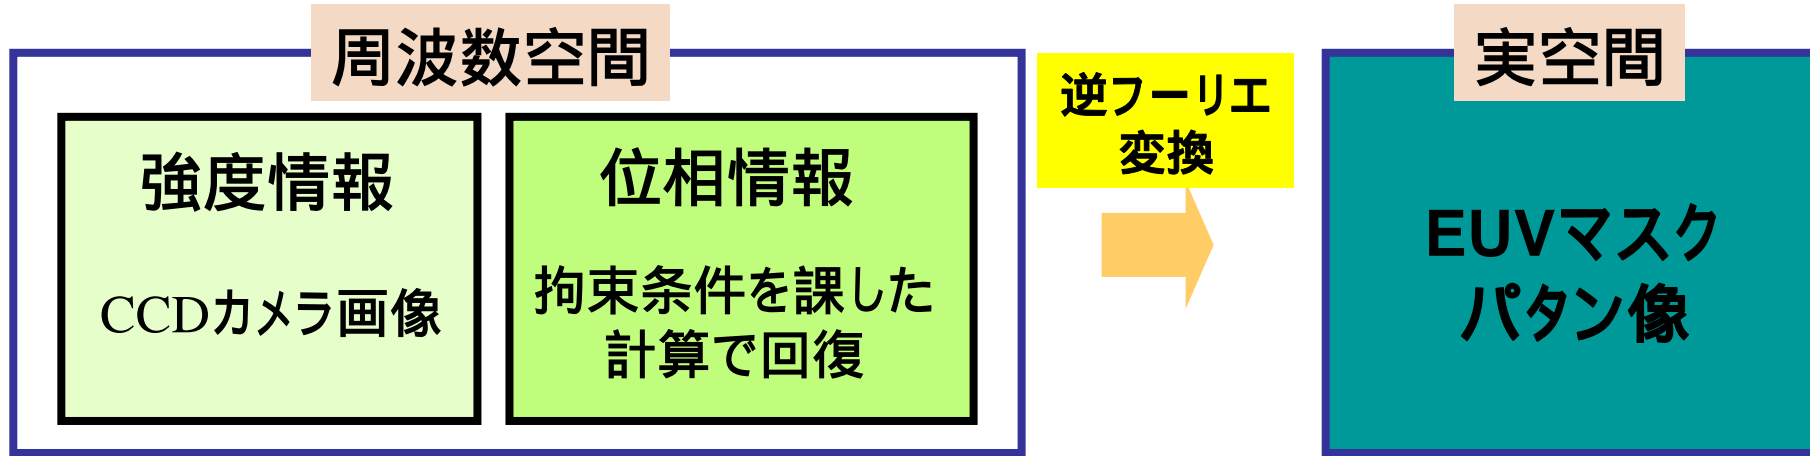 周波数空間
強度情報
CCDカメラ画像
位相情報
拘束条件を課した
計算で回復
逆フーリエ
変換
実空間
EUVマスク
パタン像